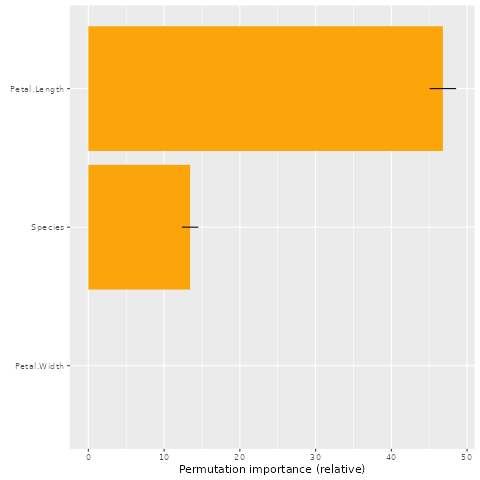 Petal.Length
Species
Petal.Width
0 10 20 30 40 50
Permutation importance (relative)